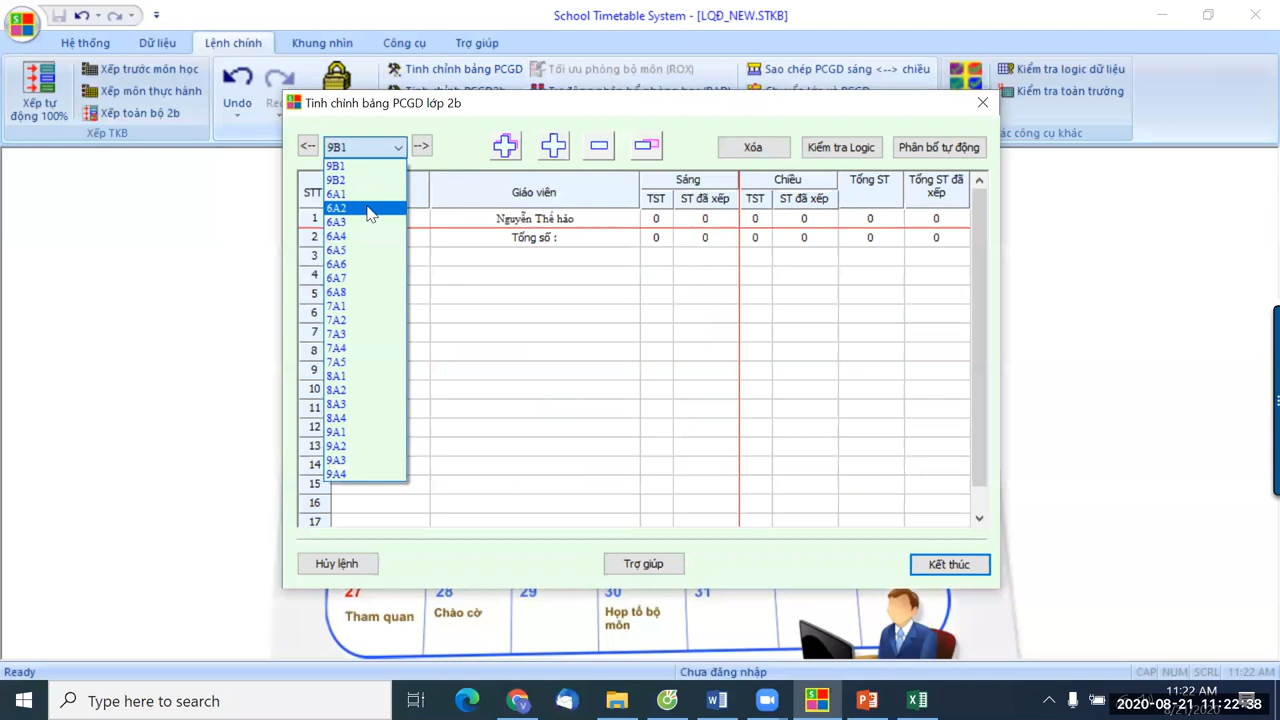 School Timetable System - [LQĐ_NEW.STKB]
Hệ thống
Dữ liệu
Lệnh chính
Khung nhìn
Công cụ
Trợ giúp
Xếp tự
động 100%
Xếp trước môn học
Xếp môn thực hành
Xếp toàn bộ 2b
Xếp TKB
Undo
Tinh chỉnh bảng PCGD
Tối ưu phòng bộ môn (ROX)
Sao chép PCGD sáng <--> chiều
Kiểm tra logic dữ liệu
Kiểm tra toàn trường
các công cụ khác
Tinh chỉnh bảng PCGD lớp 2b
<--
9B1
-->
Xóa
Kiểm tra Logic
Phân bổ tự động
9B1
9B2
6A1
6A2
6A3
6A4
6A5
6A6
6A7
6A8
7A1
7A2
7A3
7A4
7A5
8A1
8A2
8A3
8A4
9A1
9A2
9A3
9A4
STT
Giáo viên
Sáng
Chiều
Tổng ST
Tổng ST đã
xếp
TST
ST đã xếp
TST
ST đã xếp
1 Nguyễn Thế hảo 0 0 0 0 0 0
2 Tổng số : 0 0 0 0 0 0
3
4
5
6
7
8
9
10
11
12
13
14
15
16
17
Hủy lệnh
Trợ giúp
Kết thúc
27
28
29
30
31
Tham quan
Chào cờ
Họp tổ bộ
môn
Ready
Chưa đăng nhập
CAP NUM SCRL 11:22 AM
Type here to search
11:22 AM
2020-08-21 11:22:38